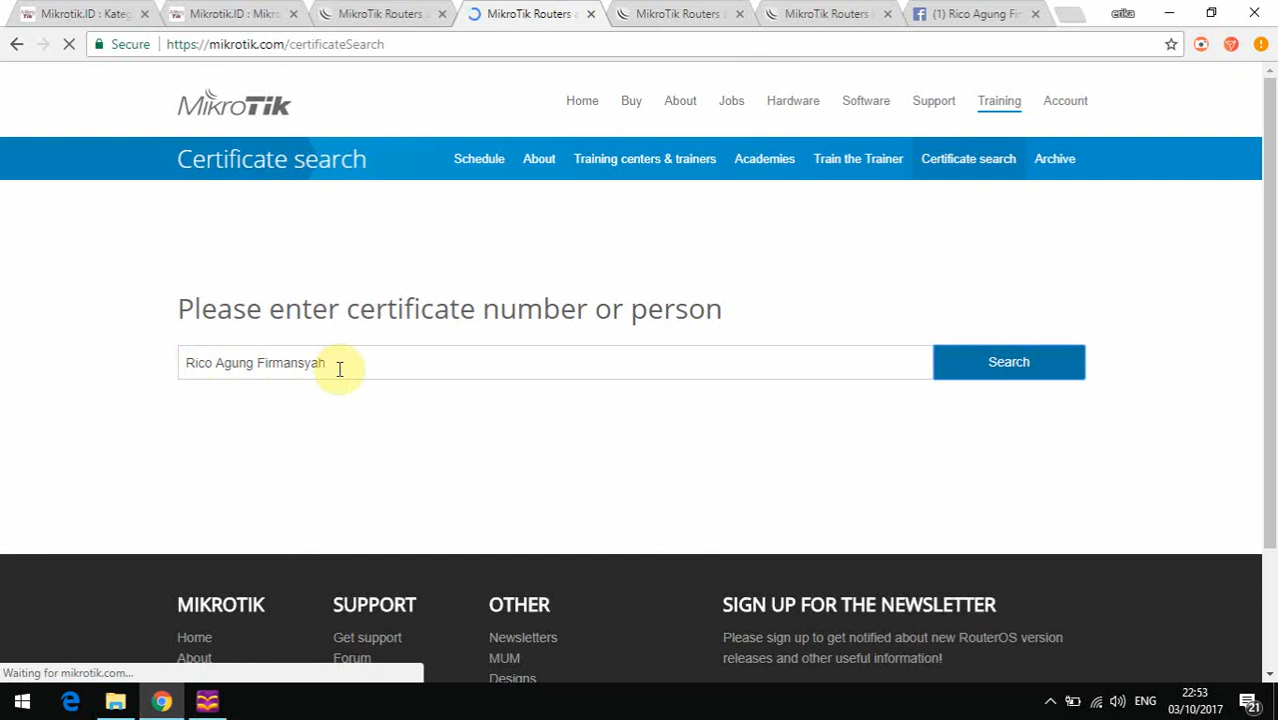 Mikrotik.ID : Kateg
Mikrotik.ID : Mikro
MikroTik Routers a
MikroTik Routers a
MikroTik Routers a
MikroTik Routers a
(1) Rico Agung Fir
erika
Secure
https://mikrotik.com/certificateSearch
MikroTik
Home
Buy
About
Jobs
Hardware
Software
Support
Training
Account
Certificate search
Schedule
About
Training centers & trainers
Academies
Train the Trainer
Certificate search
Archive
Please enter certificate number or person
Rico Agung Firmansyah
Search
MIKROTIK
SUPPORT
OTHER
SIGN UP FOR THE NEWSLETTER
Home
Get support
Newsletters
Please sign up to get notified about new RouterOS version
About
Forum
MUM
releases and other useful information!
Designs
Waiting for mikrotik.com...
ENG
22:53
03/10/2017
21